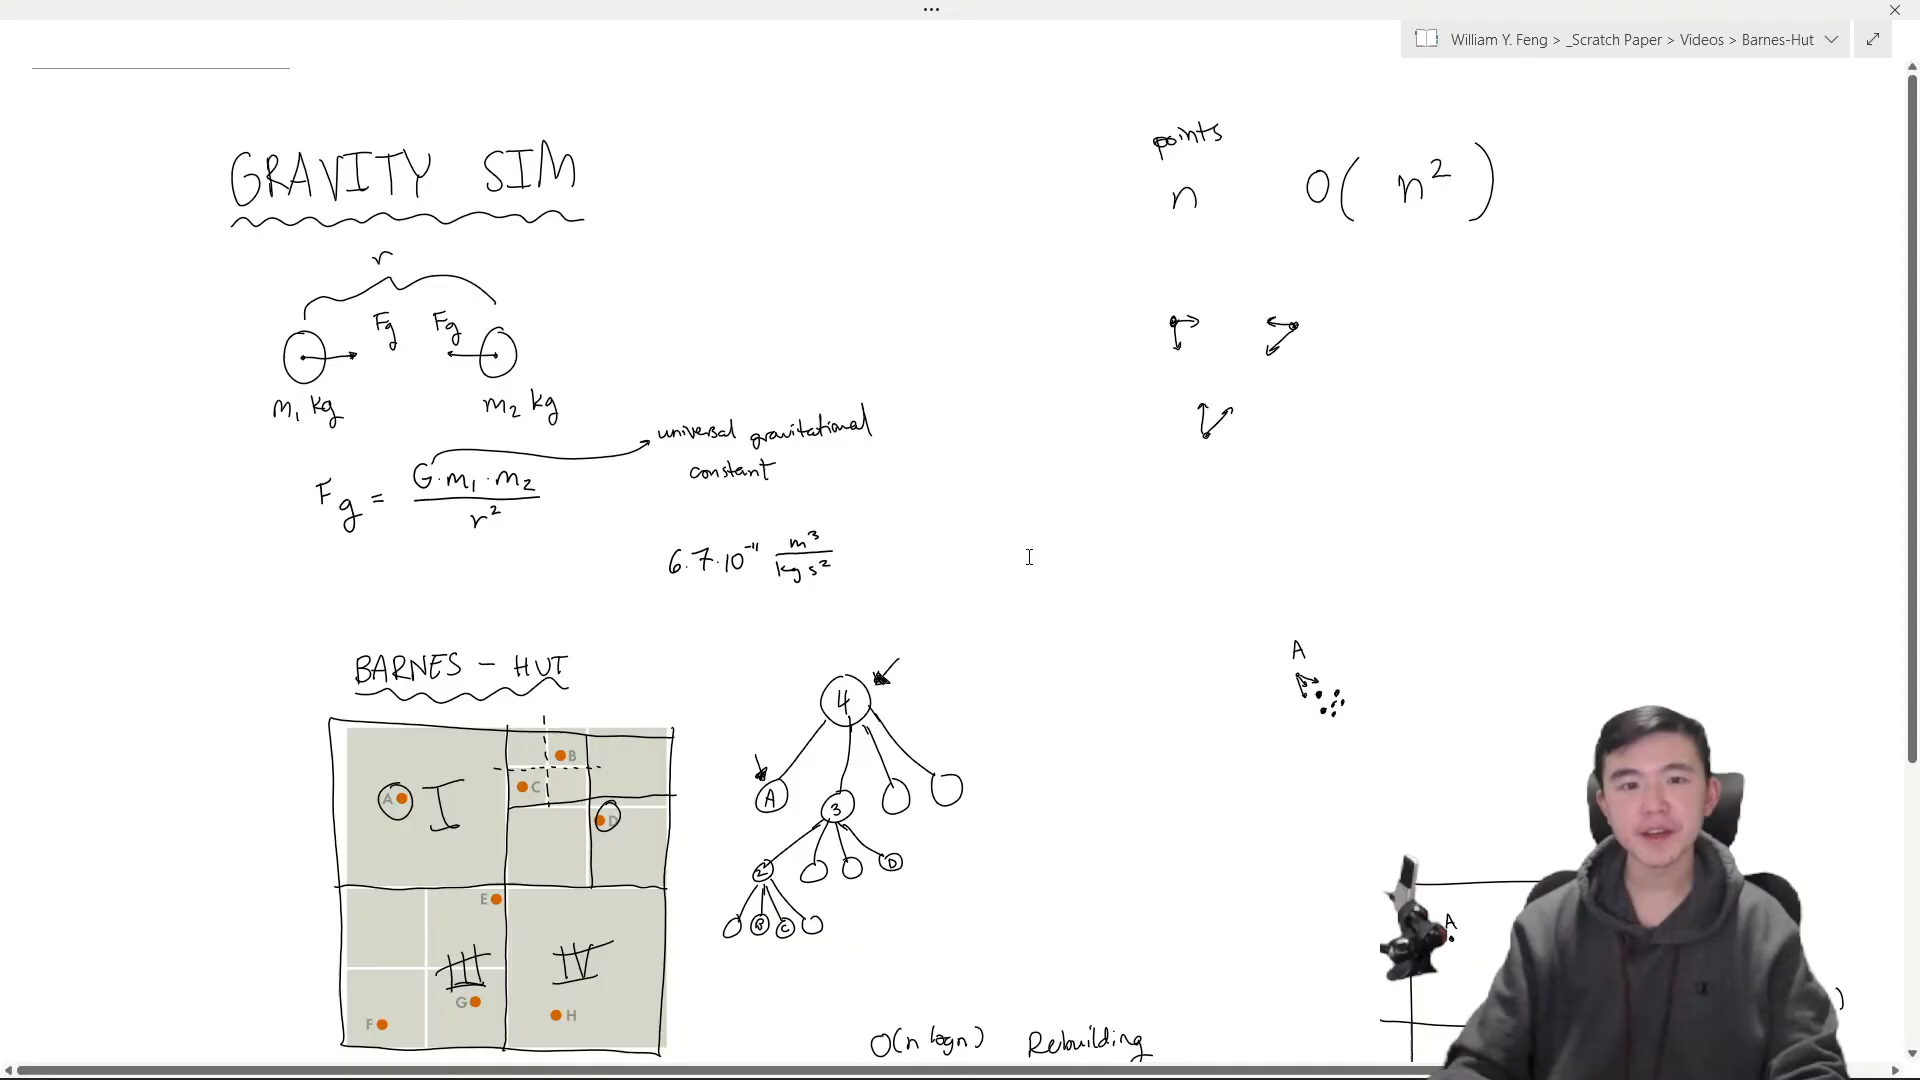 William Y. Feng > _Scratch Paper > Videos > Barnes-Hut
GRAVITY SIM
points
n O( n² )
r
Fg Fg
m₁ kg m₂ kg
universal gravitational
constant
Fg = G·m₁·m₂ / r²
6.7·10⁻¹¹ m³ / kg s²
BARNES – HUT
A
4
B
A I
C
A 3
D
2 D
E
B C
A
III IV
G H
F
)
O(n log n) Rebuilding